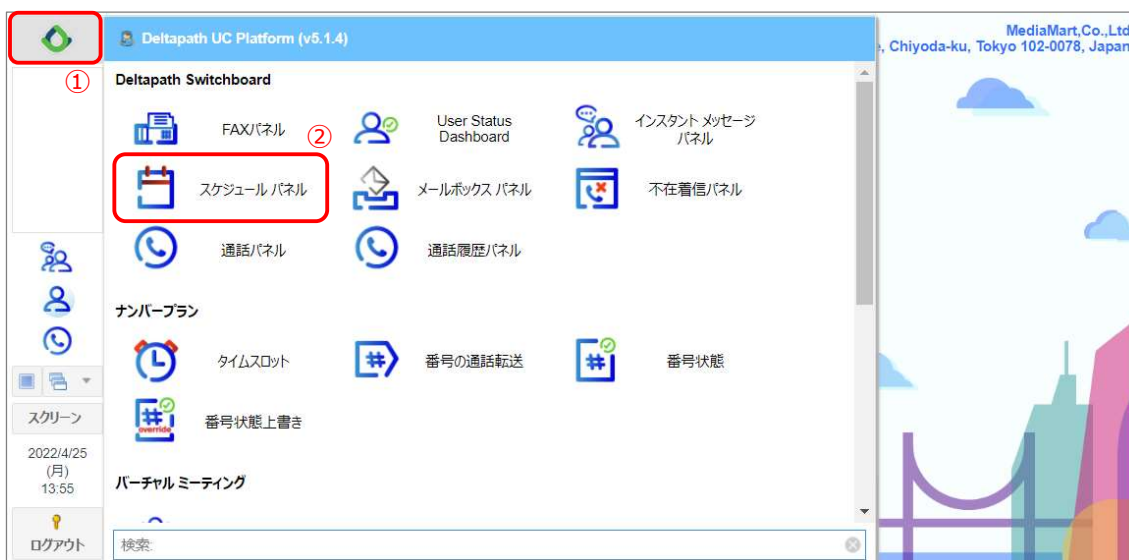 ①
Deltapath UC Platform (v5.1.4)
MediaMart,Co.,Ltd
, Chiyoda-ku, Tokyo 102-0078, Japan
Deltapath Switchboard
FAXパネル
②
User Status
Dashboard
インスタント メッセージ
パネル
スケジュール パネル
メールボックス パネル
不在着信パネル
通話パネル
通話履歴パネル
ナンバープラン
タイムスロット
番号の通話転送
番号状態
override
番号状態上書き
バーチャル ミーティング
スクリーン
2022/4/25
(月)
13:55
ログアウト
検索: